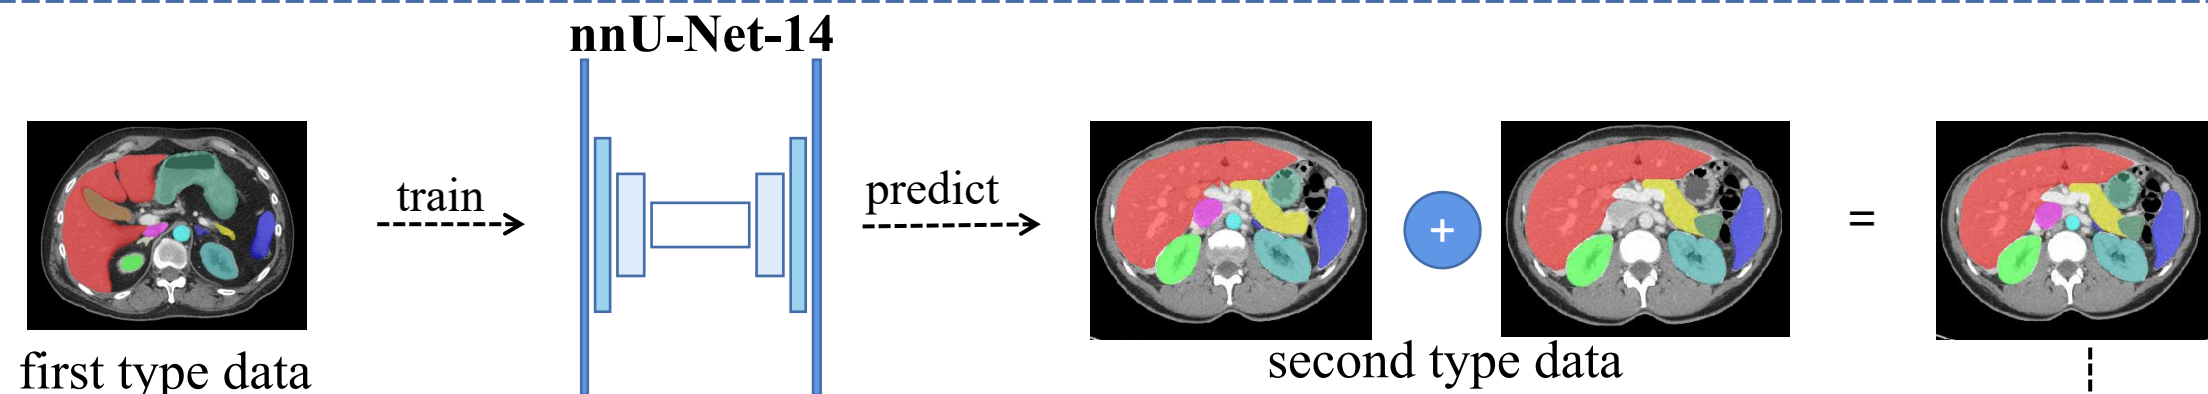 nnU-Net-14
train
predict
+
=
first type data
second type data